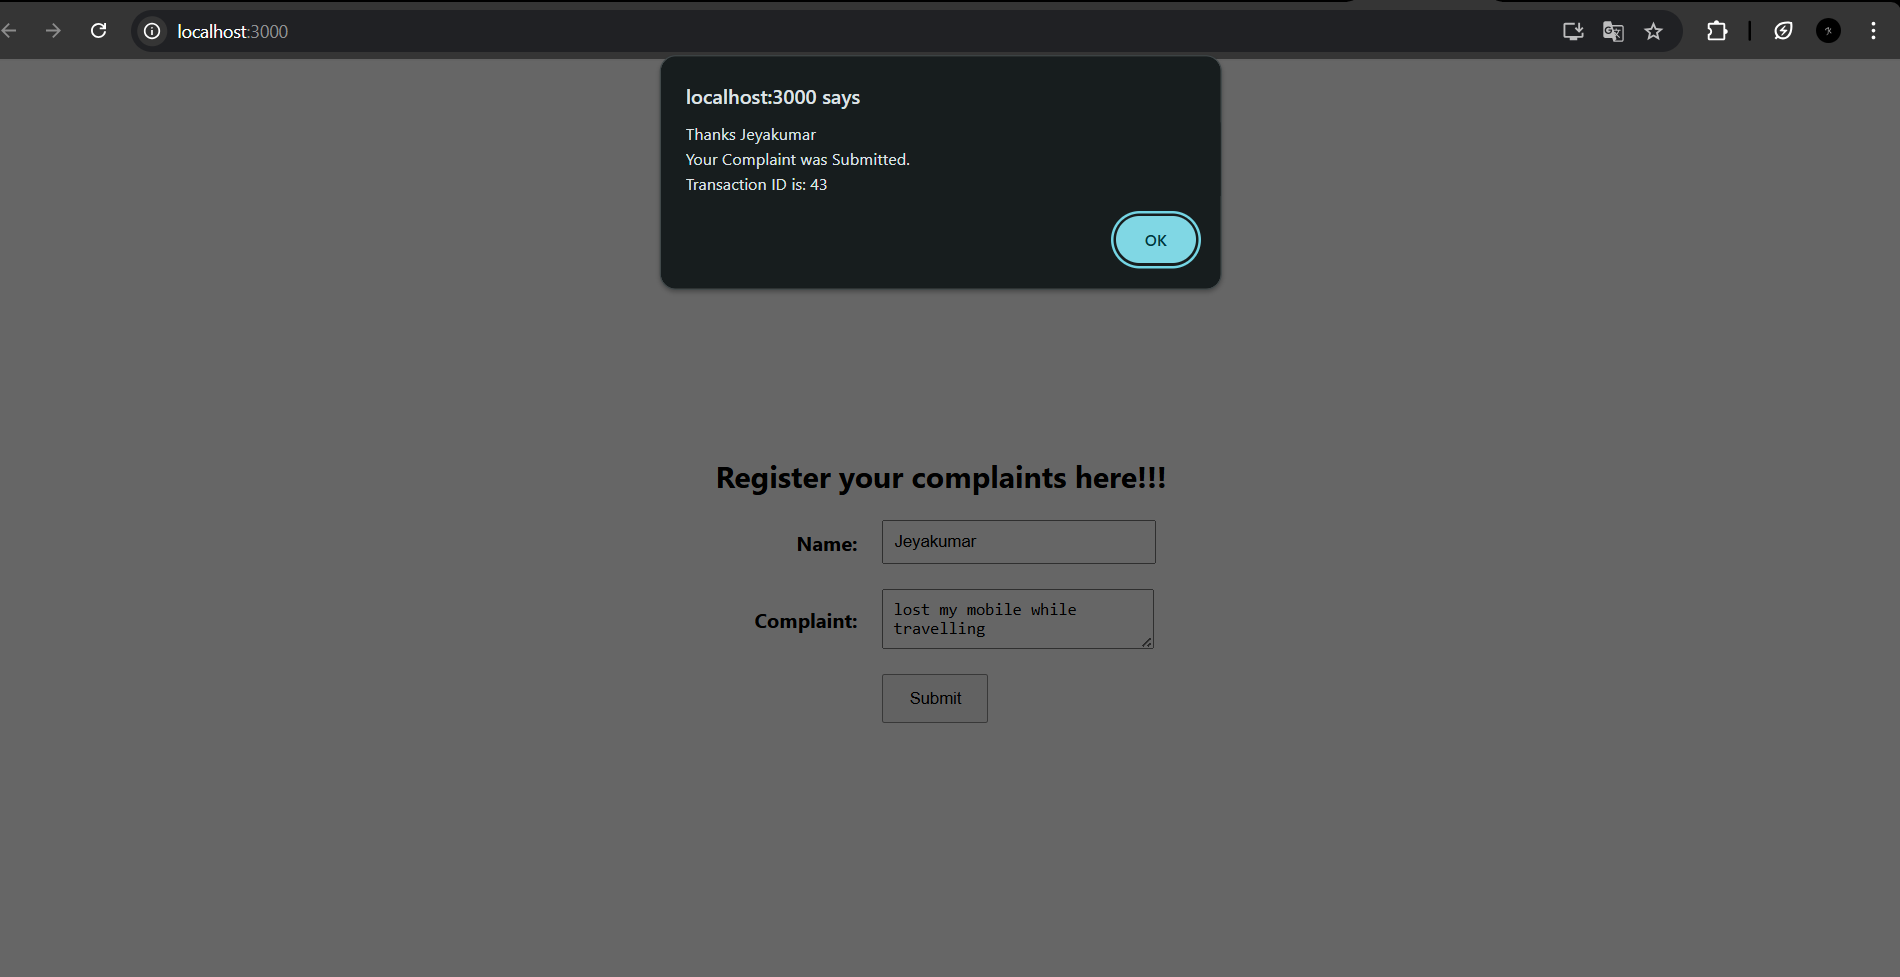 localhost:3000
localhost:3000 says
Thanks Jeyakumar
Your Complaint was Submitted.
Transaction ID is: 43
OK
Register your complaints here!!!
Name: Jeyakumar
Complaint: lost my mobile while
travelling
Submit